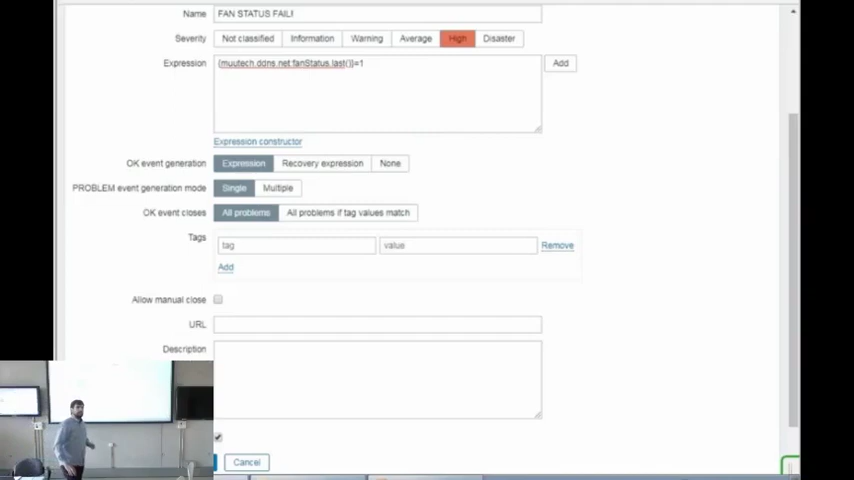 Name FAN STATUS FAIL!
Severity Not classified Information Warning Average High Disaster
Expression {muutech.ddns.net:fanStatus.last()}=1 Add
Expression constructor
OK event generation Expression Recovery expression None
PROBLEM event generation mode Single Multiple
OK event closes All problems All problems if tag values match
Tags tag value Remove
Add
Allow manual close
URL
Description
Cancel